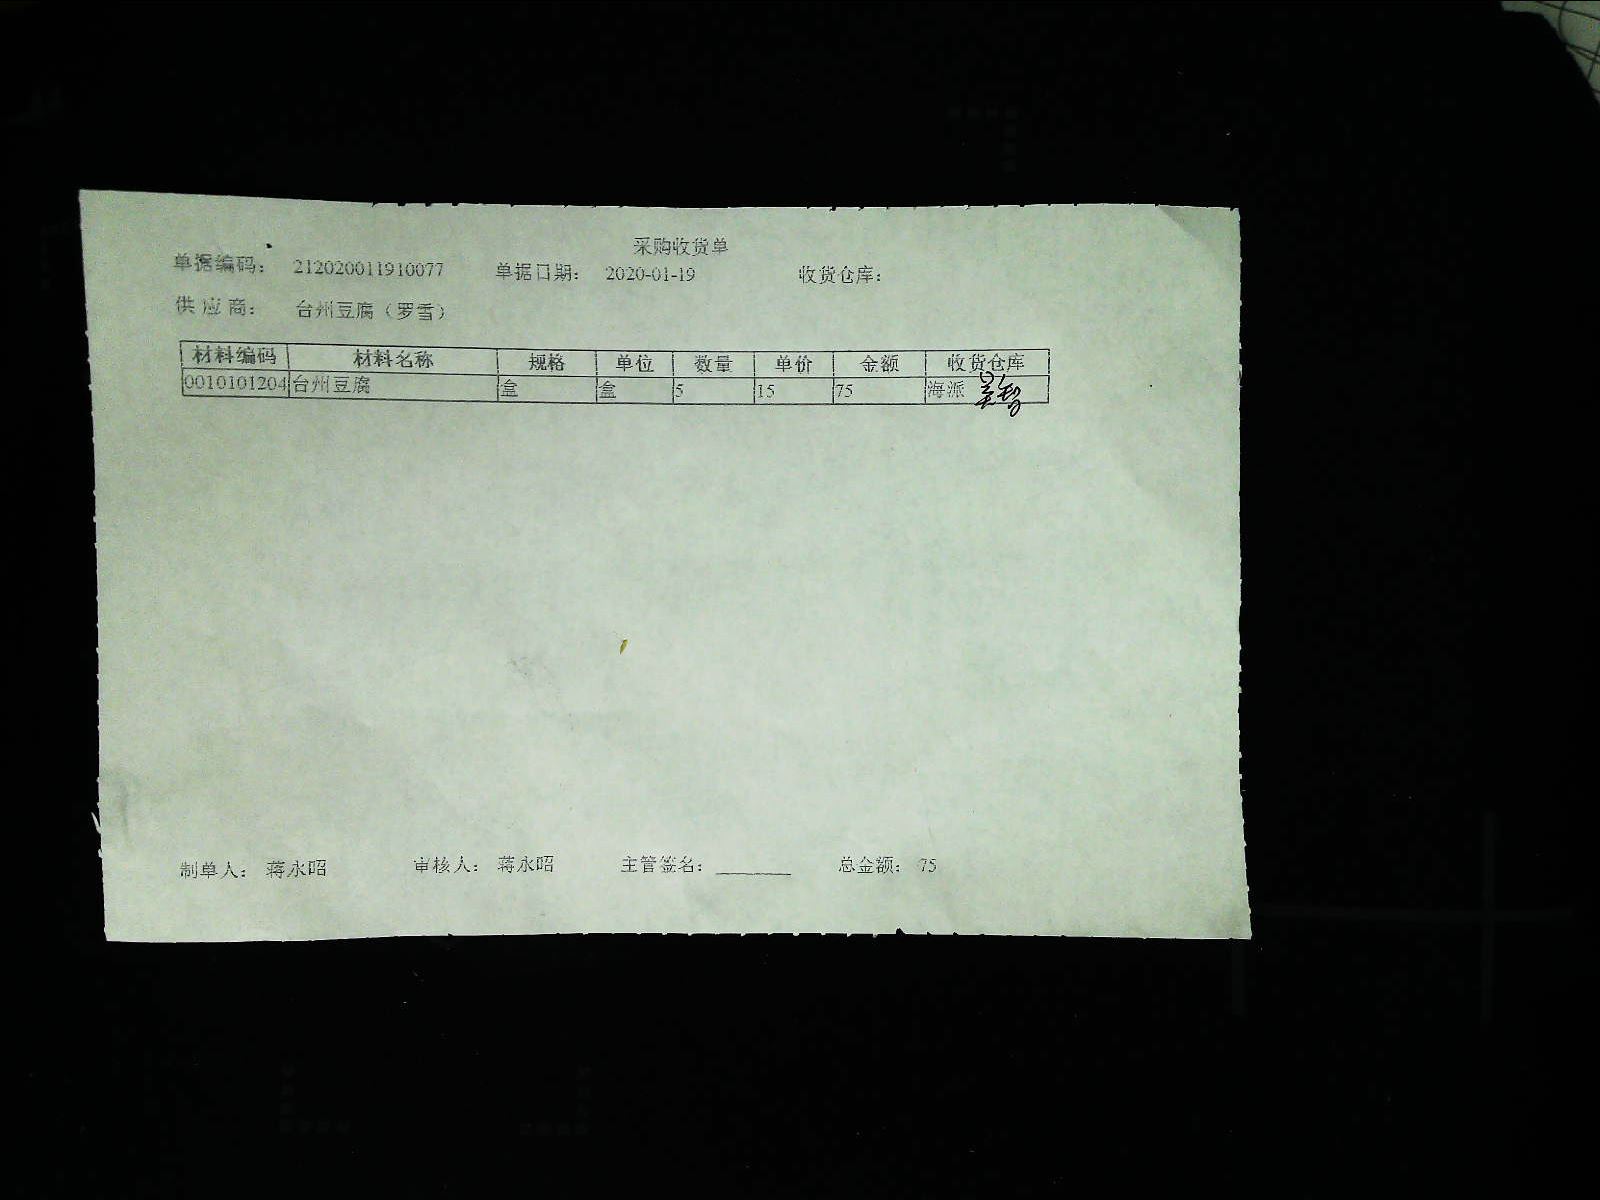 采购收货单
单据编码： 212020011910077 单据日期： 2020-01-19 收货仓库：
供 应 商： 台州豆腐（罗雪）
材料编码 材料名称 规格 单位 数量 单价 金额 收货仓库
0010101204 台州豆腐 盒 盒 5 15 75 海派
制单人： 蒋永昭 审核人： 蒋永昭 主管签名： 总金额： 75